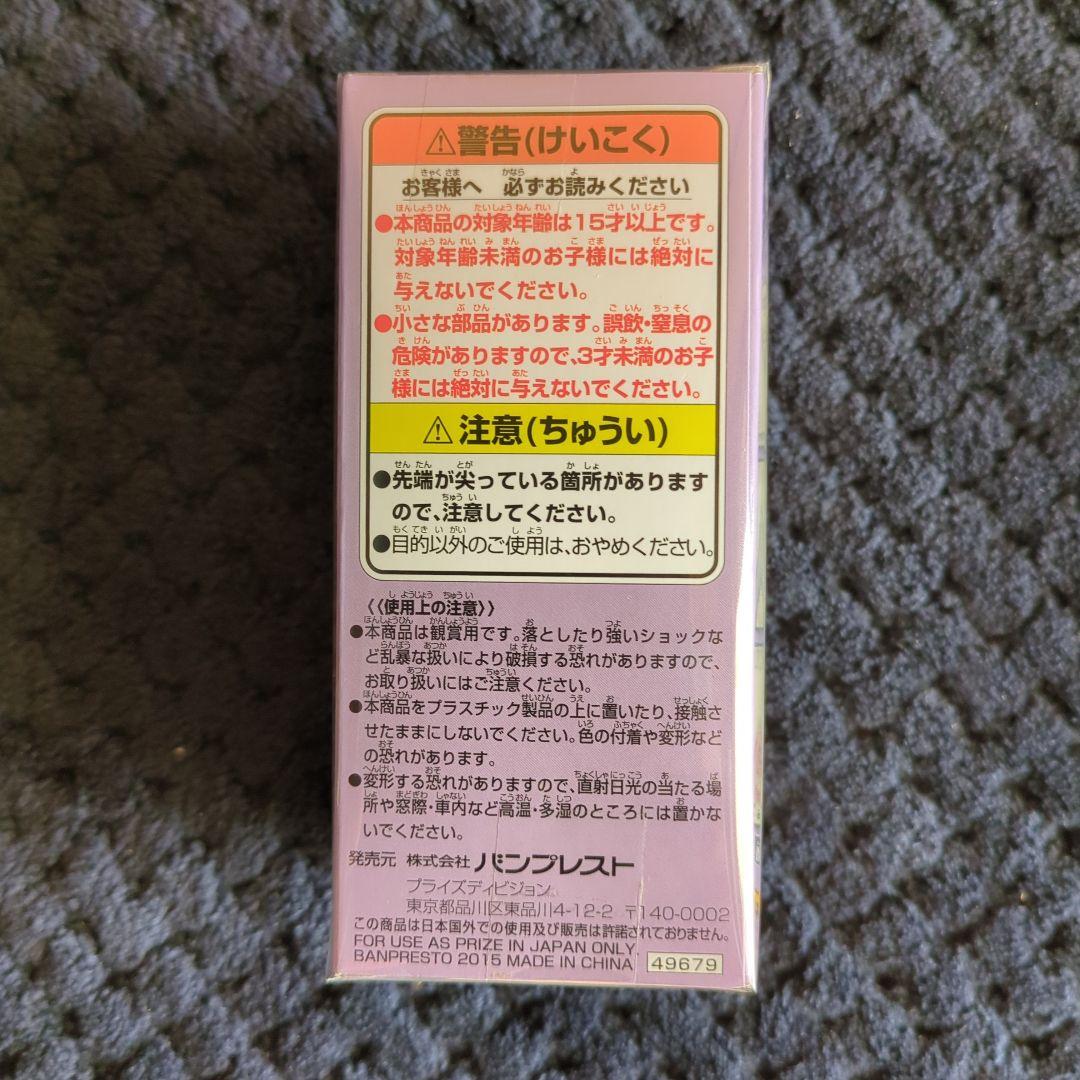 ⚠警告(けいこく)
お客様へ 必ずお読みください
●本商品の対象年齢は15才以上です。
対象年齢未満のお子様には絶対に
与えないでください。
●小さな部品があります。誤飲・窒息の
危険がありますので、3才未満のお子
様には絶対に与えないでください。
⚠注意(ちゅうい)
●先端が尖っている箇所があります
ので、注意してください。
●目的以外のご使用は、おやめください。
《使用上の注意》
●本商品は観賞用です。落としたり強いショックな
ど乱暴な扱いにより破損する恐れがありますので、
お取り扱いにはご注意ください。
●本商品をプラスチック製品の上に置いたり、接触さ
せたままにしないでください。色の付着や変形など
の恐れがあります。
●変形する恐れがありますので、直射日光の当たる場
所や窓際・車内など高温・多湿のところには置かな
いでください。
発売元 株式会社 バンプレスト
プライズディビジョン
東京都品川区東品川4-12-2 〒140-0002
この商品は日本国外での使用及び販売は許諾されておりません。
FOR USE AS PRIZE IN JAPAN ONLY
BANPRESTO 2015 MADE IN CHINA 49679